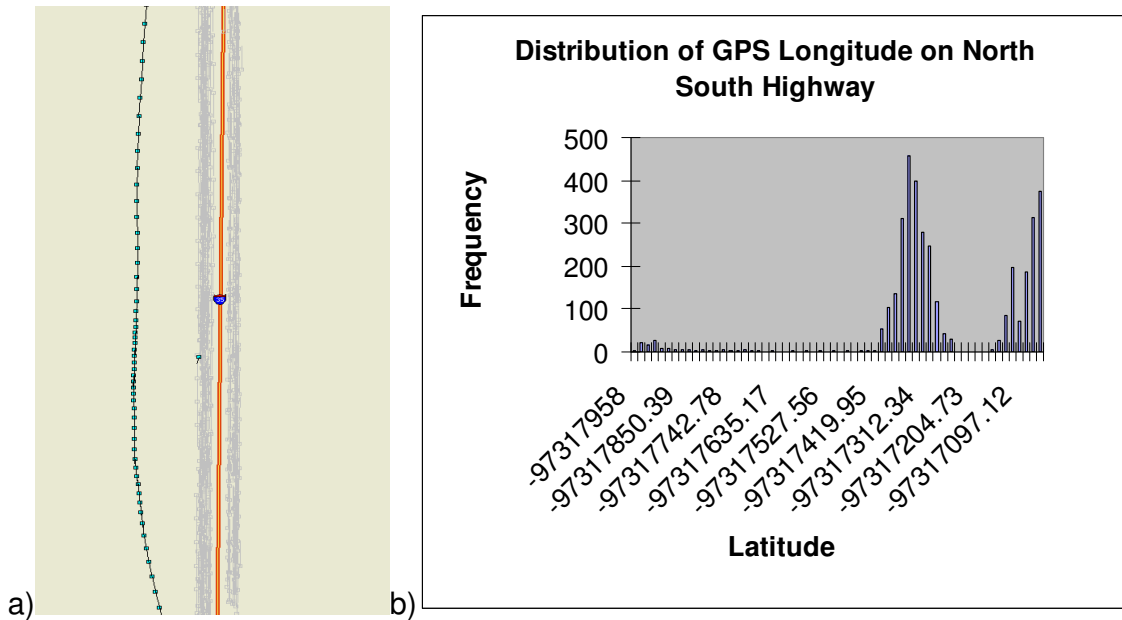 a)
35
b)
Distribution of GPS Longitude on North
South Highway
Frequency
500
400
300
200
100
0
-97317958
-97317850.39
-97317742.78
-97317635.17
-97317527.56
-97317419.95
-97317312.34
-97317204.73
-97317097.12
Latitude